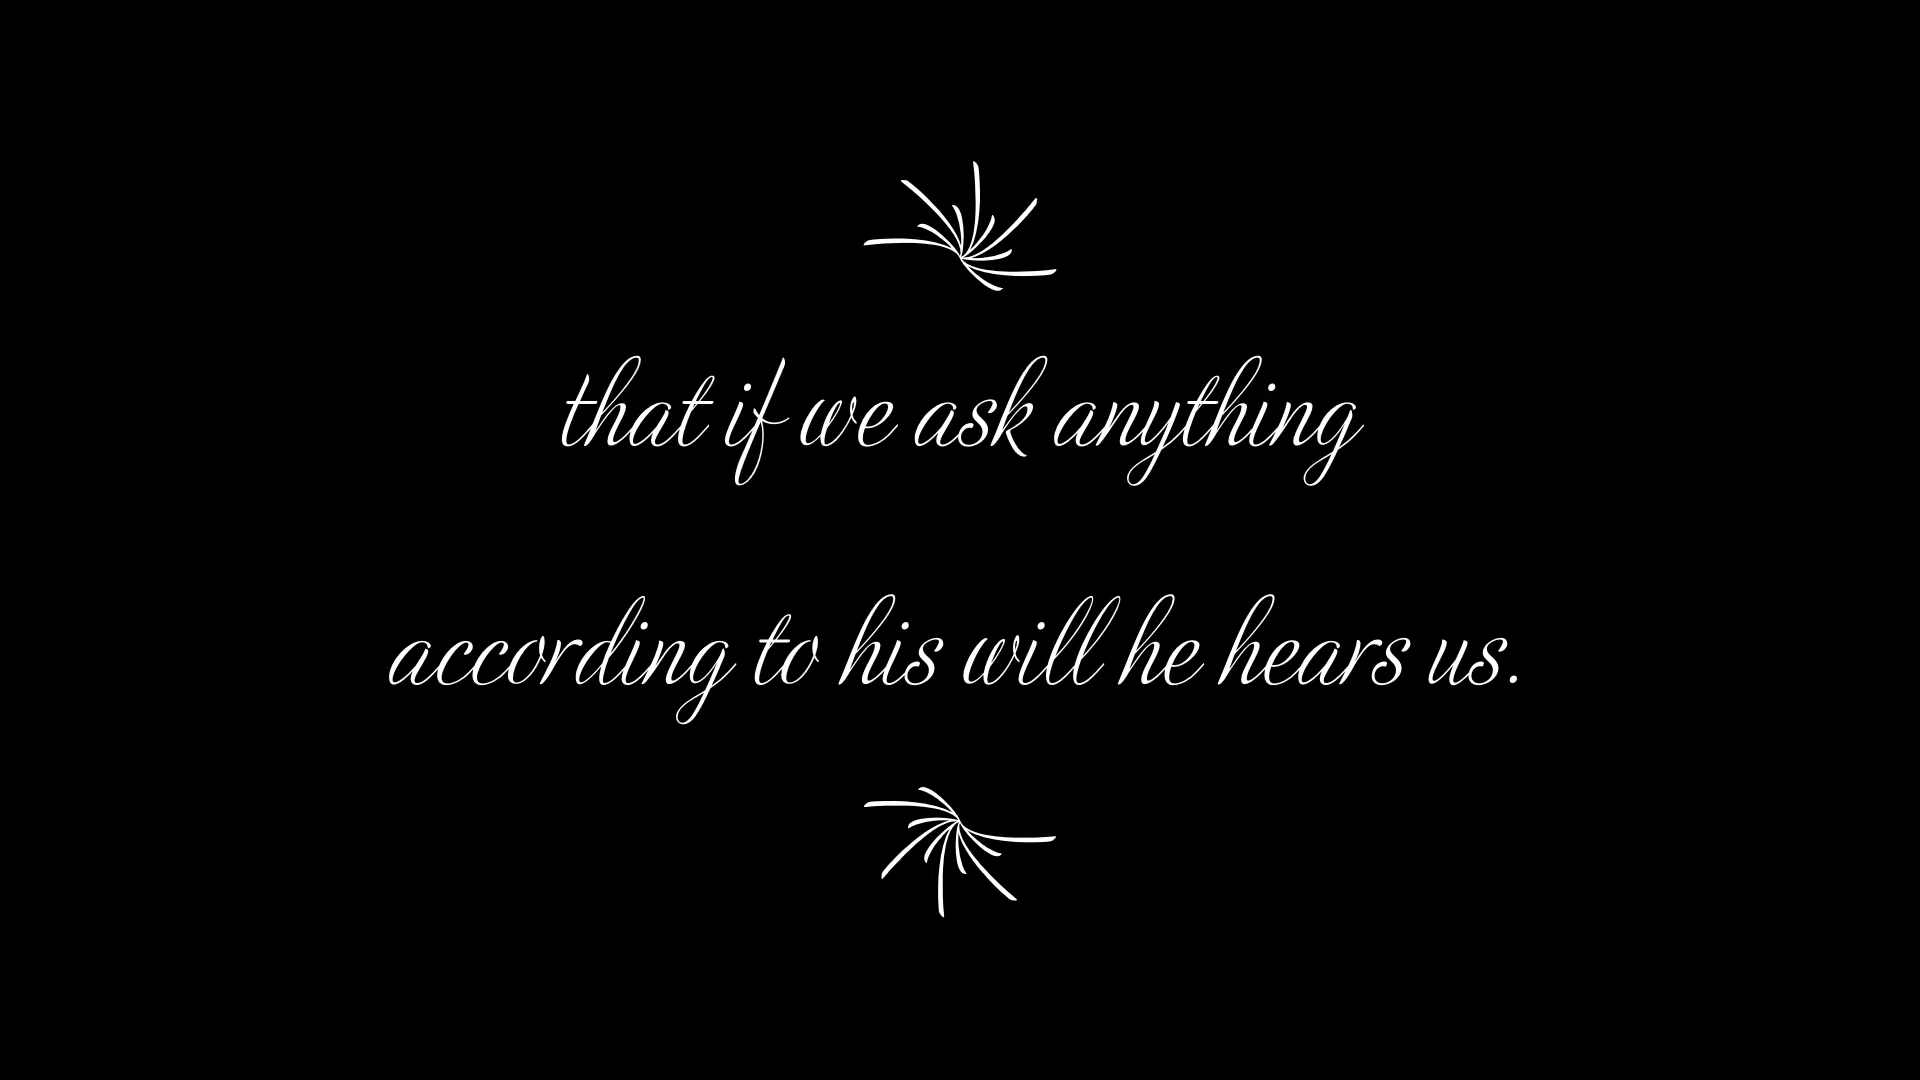 that if we ask anything
according to his will he hears us.